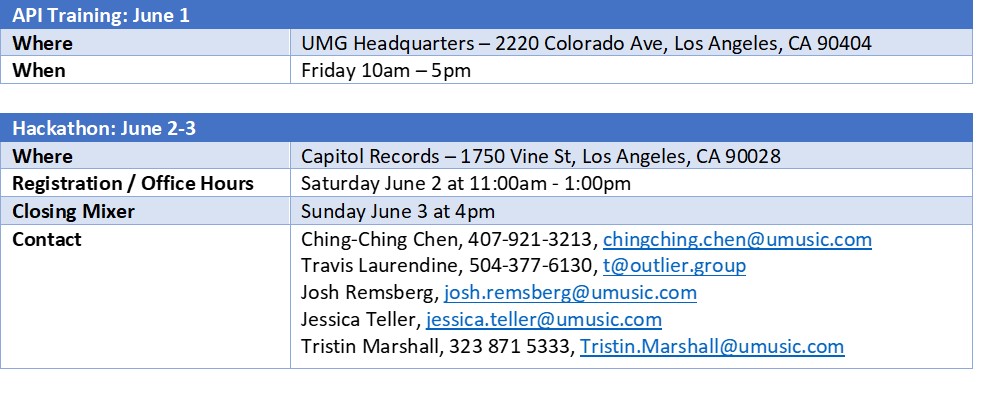 API Training: June 1
Where UMG Headquarters – 2220 Colorado Ave, Los Angeles, CA 90404
When Friday 10am – 5pm
Hackathon: June 2-3
Where Capitol Records – 1750 Vine St, Los Angeles, CA 90028
Registration / Office Hours Saturday June 2 at 11:00am - 1:00pm
Closing Mixer Sunday June 3 at 4pm
Contact Ching-Ching Chen, 407-921-3213, chingching.chen@umusic.com
Travis Laurendine, 504-377-6130, t@outlier.group
Josh Remsberg, josh.remsberg@umusic.com
Jessica Teller, jessica.teller@umusic.com
Tristin Marshall, 323 871 5333, Tristin.Marshall@umusic.com